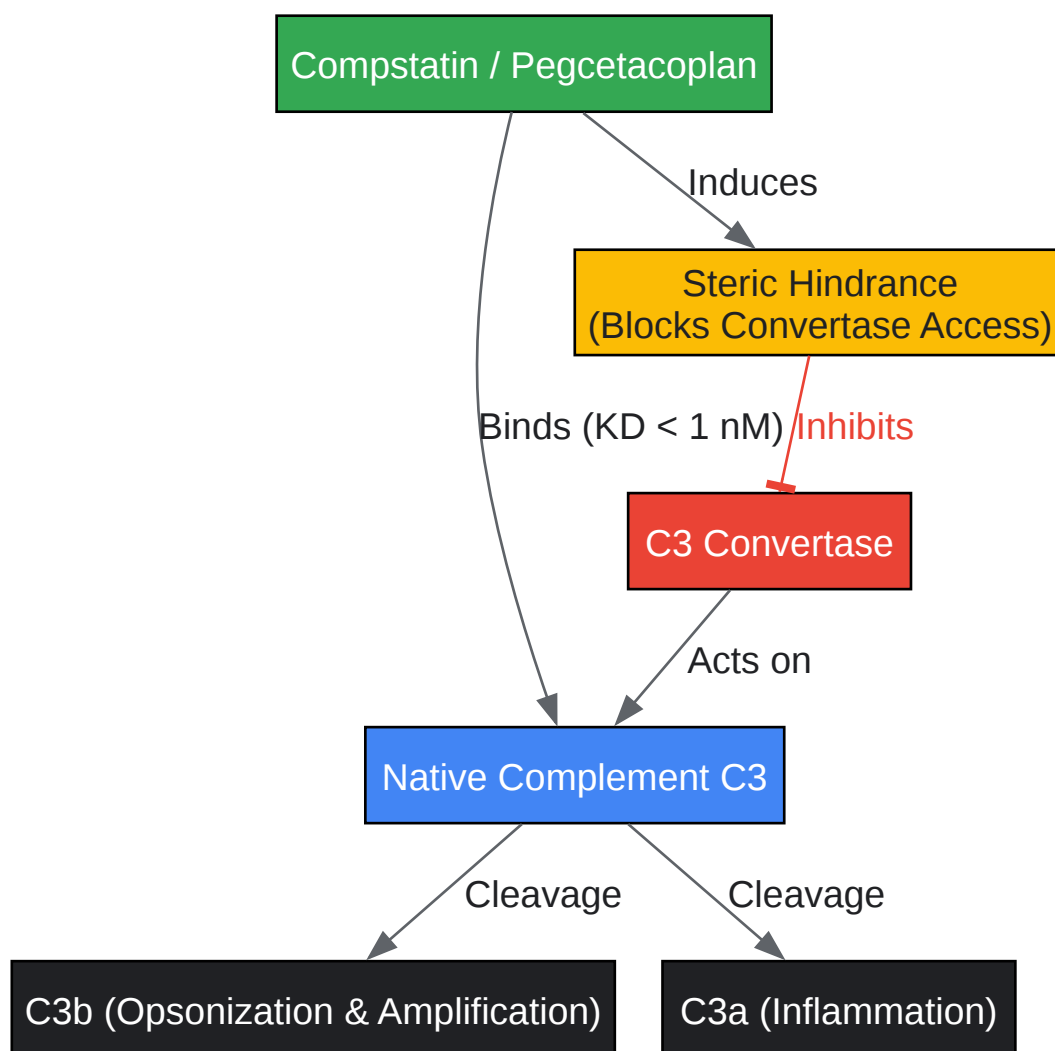 Compstatin / Pegcetacoplan
Induces
Steric Hindrance
(Blocks Convertase Access)
Binds (KD < 1 nM)
Inhibits
C3 Convertase
Acts on
Native Complement C3
Cleavage
Cleavage
C3b (Opsonization & Amplification)
C3a (Inflammation)